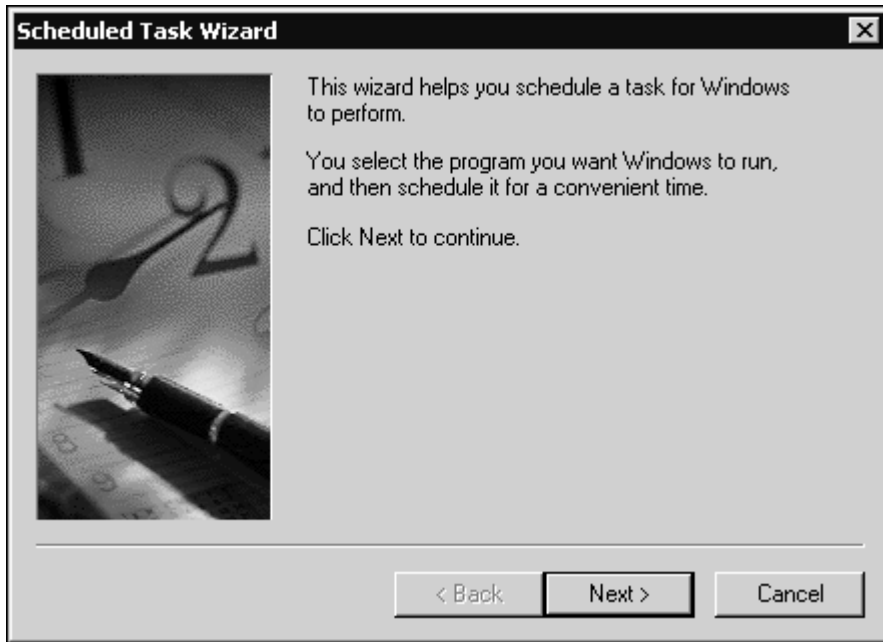 Scheduled Task Wizard
This wizard helps you schedule a task for Windows
to perform.
You select the program you want Windows to run,
and then schedule it for a convenient time.
Click Next to continue.
2
< Back
Next >
Cancel